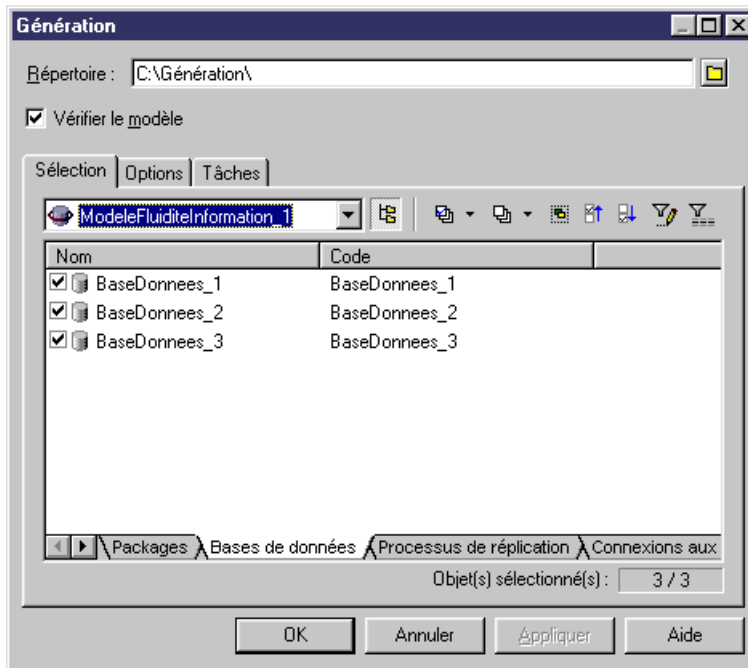 Génération
Répertoire : C:\Génération\
Vérifier le modèle
Sélection Options Tâches
ModeleFluiditeInformation_1
Nom Code
BaseDonnees_1 BaseDonnees_1
BaseDonnees_2 BaseDonnees_2
BaseDonnees_3 BaseDonnees_3
Packages Bases de données Processus de réplication Connexions aux
Objet(s) sélectionné(s) : 3 / 3
OK Annuler Appliquer Aide